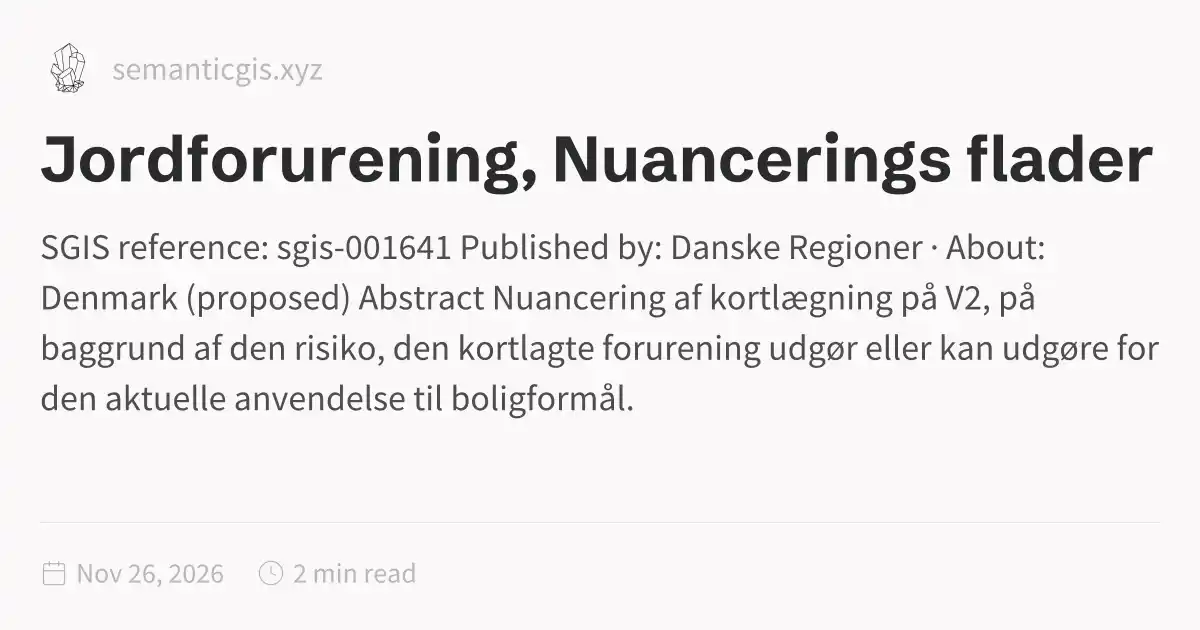 semanticgis.xyz
Jordforurening, Nuancerings flader
SGIS reference: sgis-001641 Published by: Danske Regioner · About:
Denmark (proposed) Abstract Nuancering af kortlægning på V2, på
baggrund af den risiko, den kortlagte forurening udgør eller kan udgøre for
den aktuelle anvendelse til boligformål.
Nov 26, 2026 2 min read